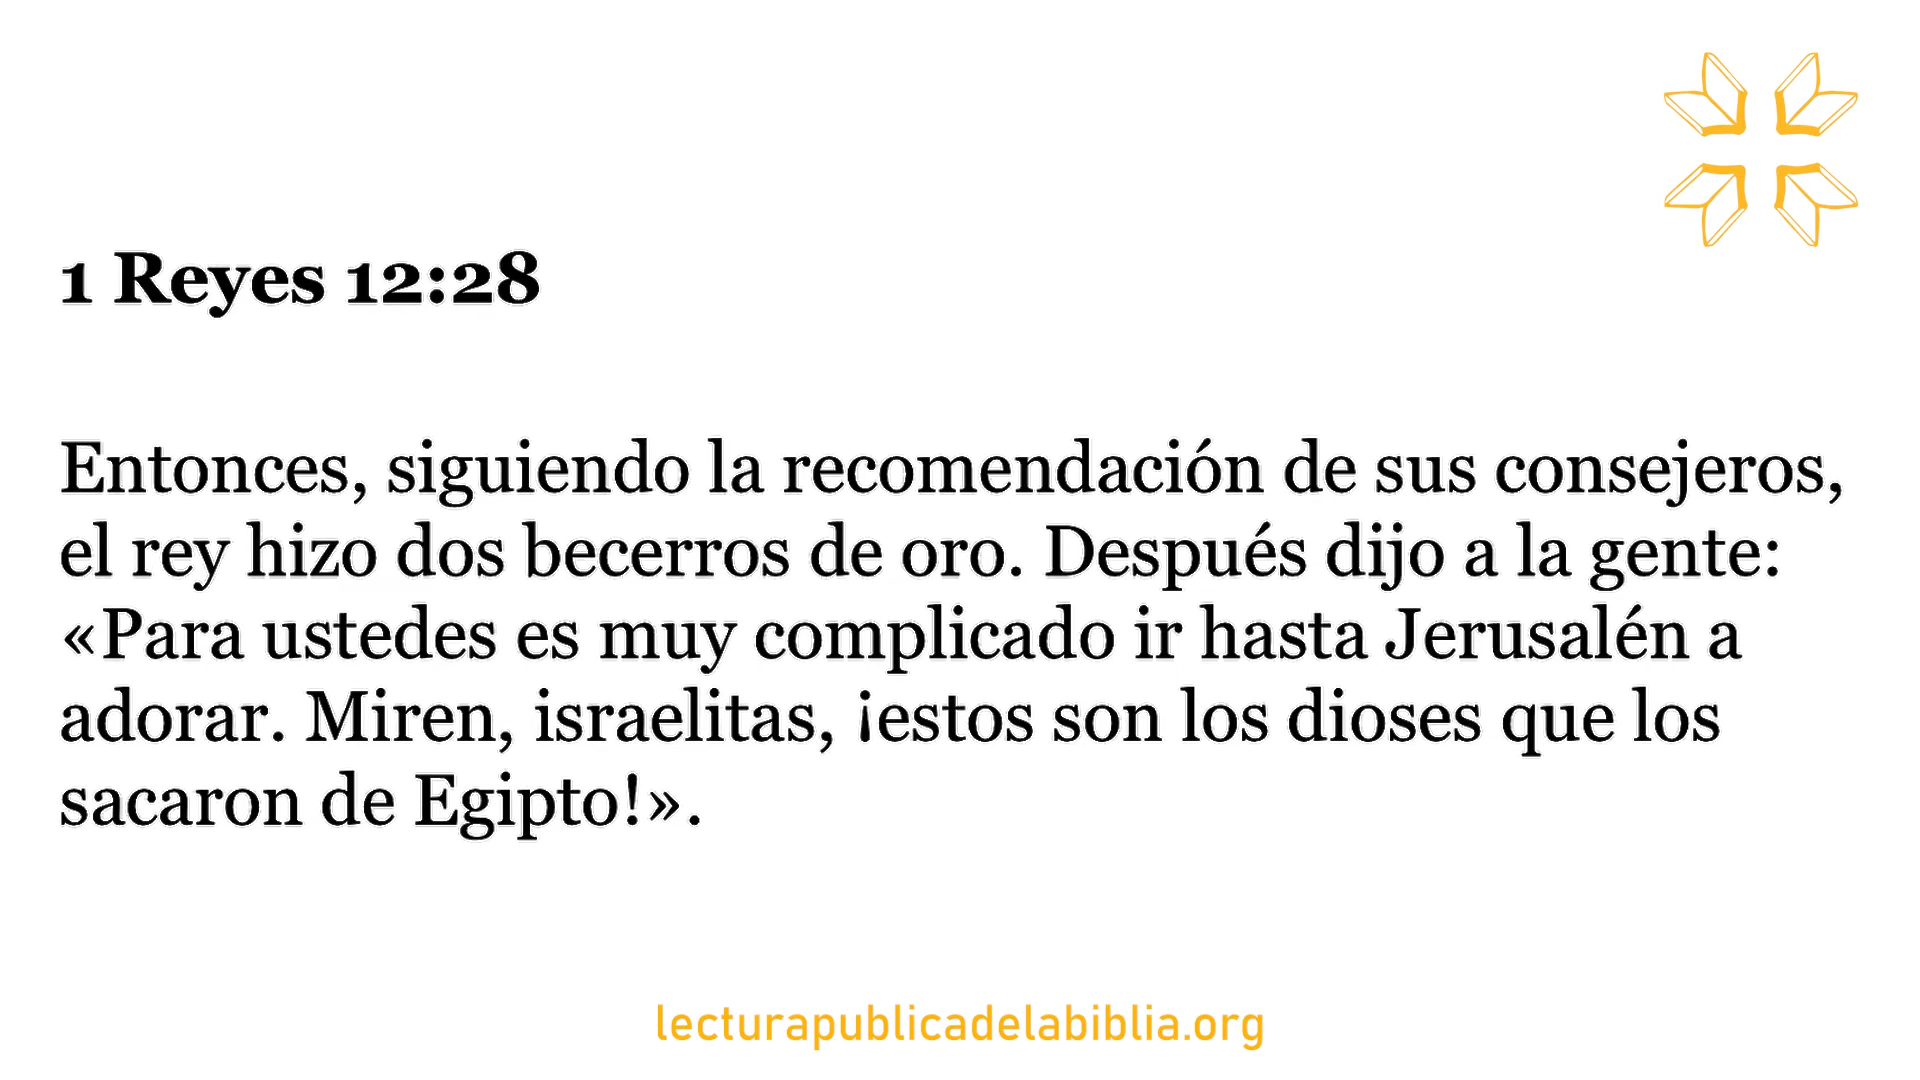 1 Reyes 12:28
Entonces, siguiendo la recomendación de sus consejeros,
el rey hizo dos becerros de oro. Después dijo a la gente:
«Para ustedes es muy complicado ir hasta Jerusalén a
adorar. Miren, israelitas, ¡estos son los dioses que los
sacaron de Egipto!».
lecturapublicadelabiblia.org